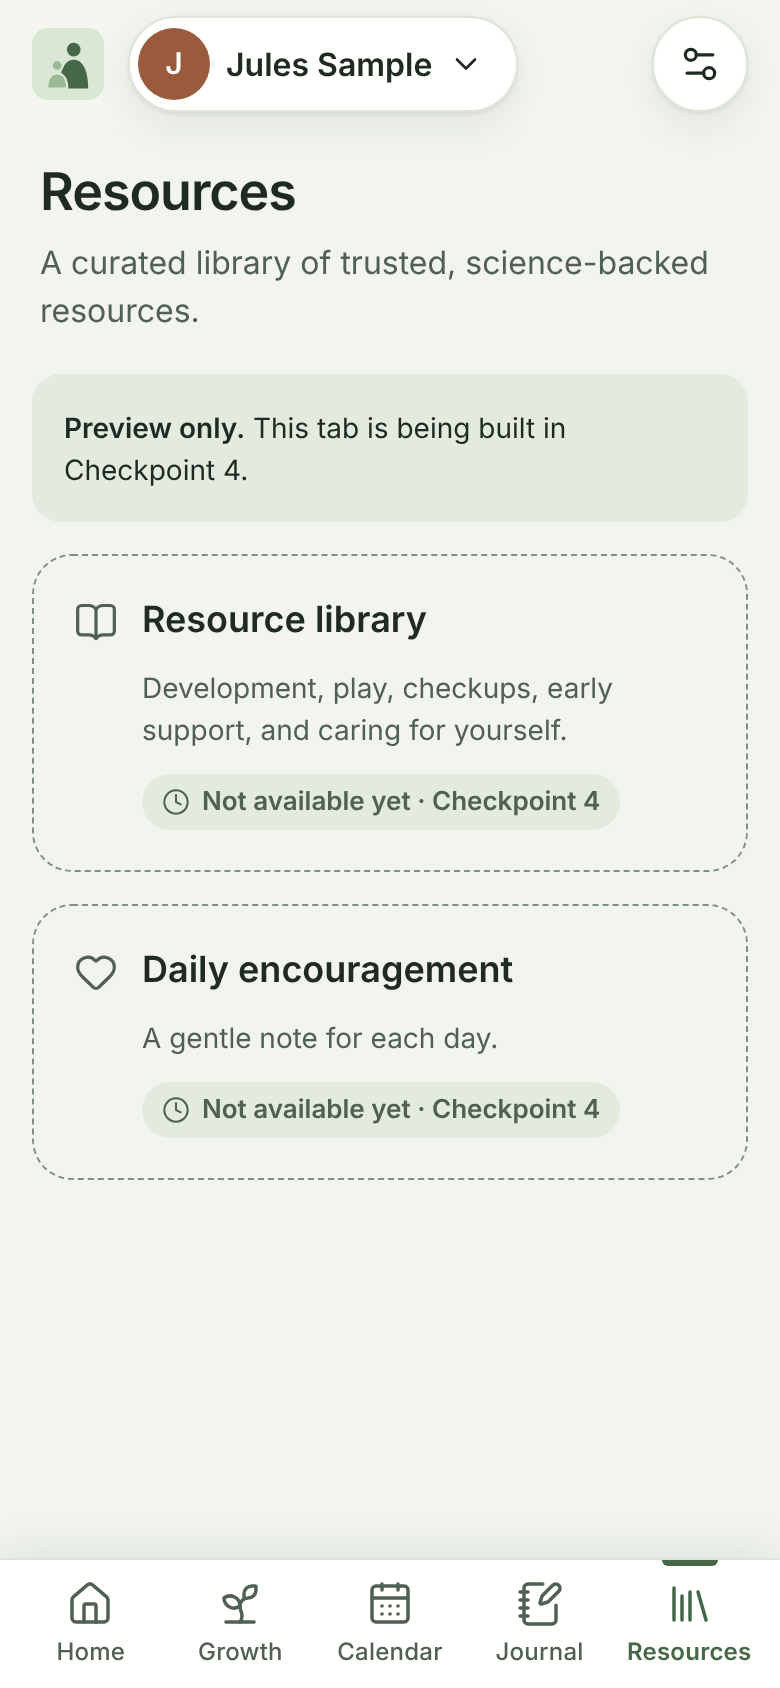 J
Jules Sample
Resources
A curated library of trusted, science-backed
resources.
Preview only. This tab is being built in
Checkpoint 4.
Resource library
Development, play, checkups, early
support, and caring for yourself.
Not available yet · Checkpoint 4
Daily encouragement
A gentle note for each day.
Not available yet · Checkpoint 4
Home
Growth
Calendar
Journal
Resources